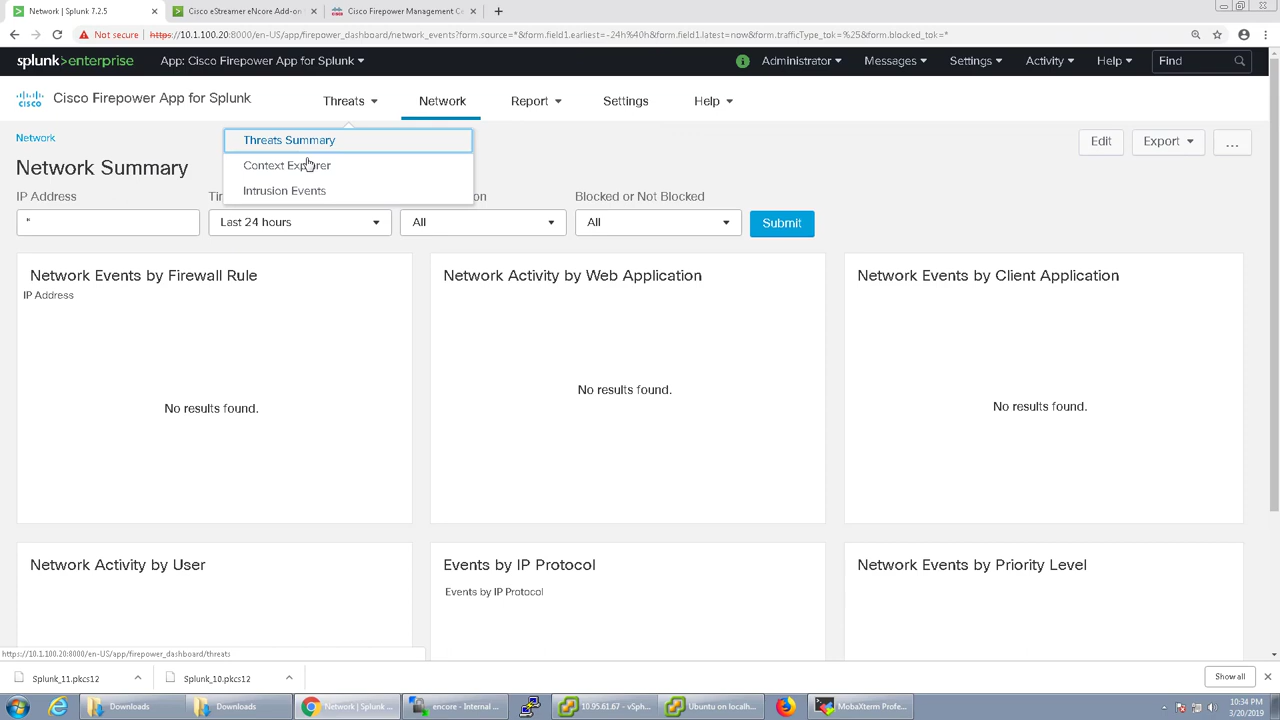 Network | Splunk 7.2.5
Cisco eStreamer eNcore Add-on
Cisco Firepower Management Ce
Not secure https://10.1.100.20:8000/en-US/app/firepower_dashboard/network_events?form.source=*&form.field1.earliest=-24h%40h&form.field1.latest=now&form.trafficType_tok=%25&form.blocked_tok=*
splunk>enterprise App: Cisco Firepower App for Splunk Administrator Messages Settings Activity Help Find
cisco Cisco Firepower App for Splunk Threats Network Report Settings Help
Network
Threats Summary
Edit Export ...
Network Summary
Context Explorer
Intrusion Events
IP Address Blocked or Not Blocked
* Last 24 hours All All Submit
Network Events by Firewall Rule
IP Address
No results found.
Network Activity by Web Application
No results found.
Network Events by Client Application
No results found.
Network Activity by User
Events by IP Protocol
Events by IP Protocol
Network Events by Priority Level
https://10.1.100.20:8000/en-US/app/firepower_dashboard/threats
Splunk_11.pkcs12 Splunk_10.pkcs12 Show all
Downloads Downloads Network | Splunk ... encore - Internal ... 10.95.61.67 - vSph... Ubuntu on localh... MobaXterm Profe...
10:34 PM
3/20/2019